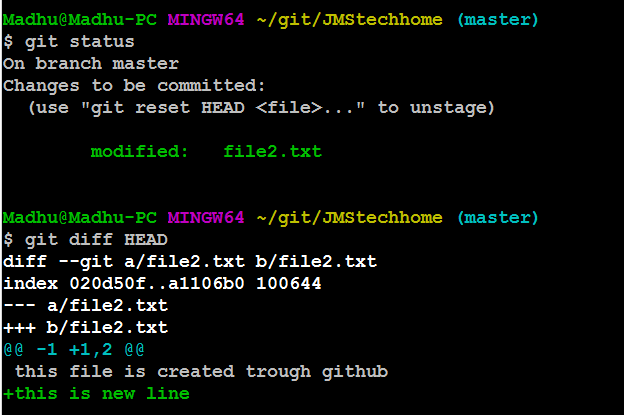 Madhu@Madhu-PC MINGW64 ~/git/JMStechhome (master)
$ git status
On branch master
Changes to be committed:
  (use "git reset HEAD <file>..." to unstage)
        modified:   file2.txt
Madhu@Madhu-PC MINGW64 ~/git/JMStechhome (master)
$ git diff HEAD
diff --git a/file2.txt b/file2.txt
index 020d50f..a1106b0 100644
--- a/file2.txt
+++ b/file2.txt
@@ -1 +1,2 @@
 this file is created trough github
+this is new line